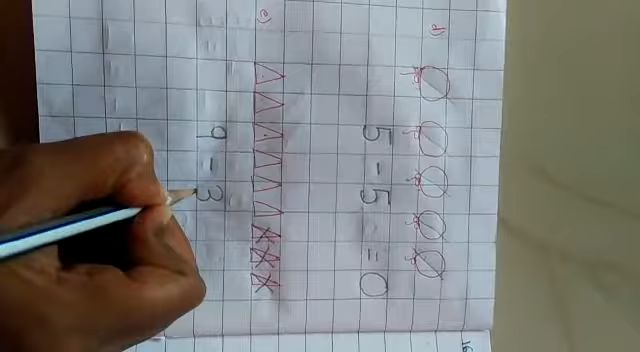 d)
5 - 5 = 0
e)
9 - 3